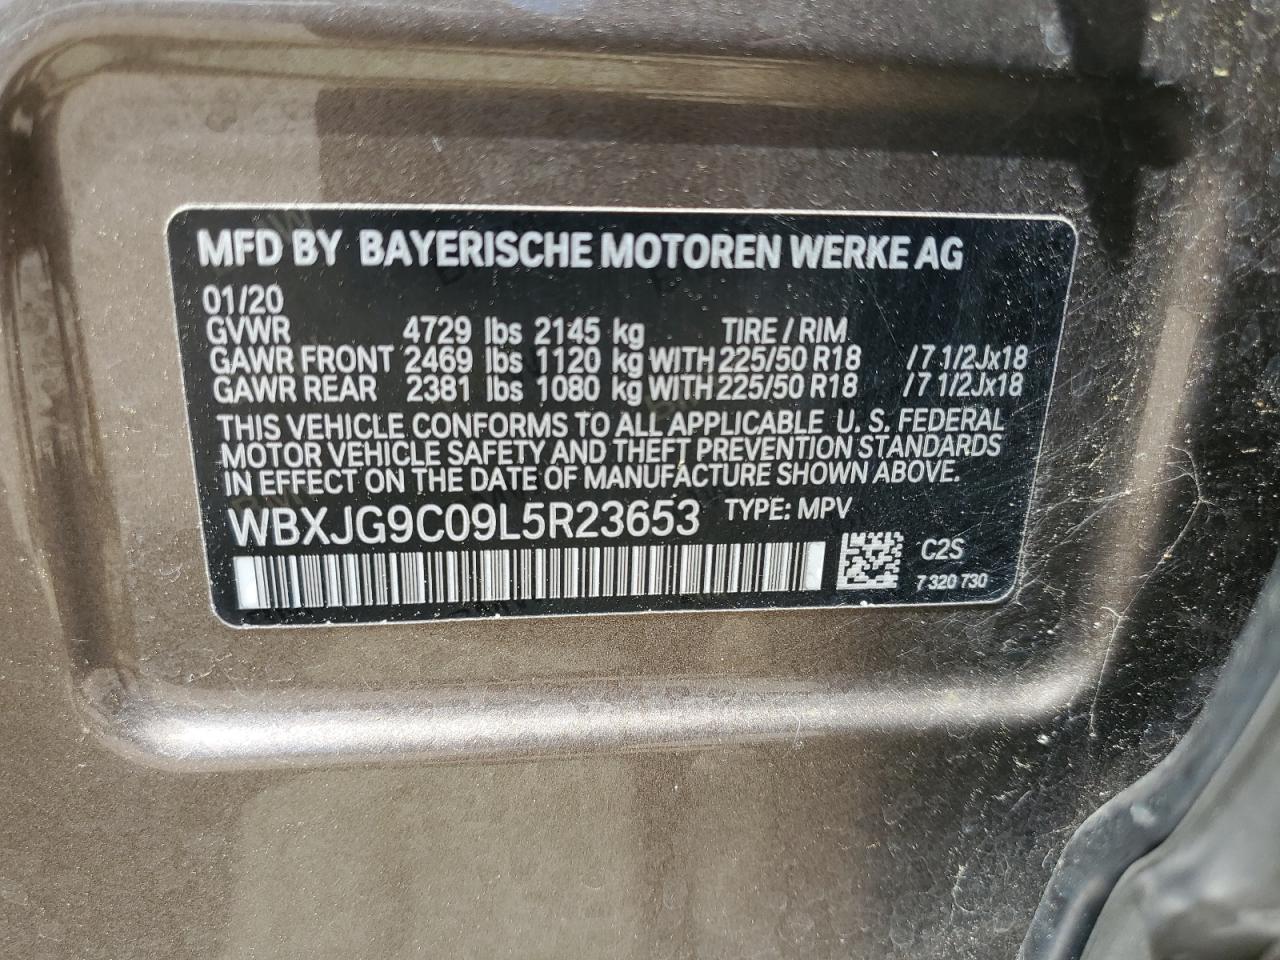 MFD BY BAYERISCHE MOTOREN WERKE AG
01/20
GVWR 4729 lbs 2145 kg TIRE / RIM
GAWR FRONT 2469 lbs 1120 kg WITH 225/50 R18 /7 1/2Jx18
GAWR REAR 2381 lbs 1080 kg WITH 225/50 R18 /7 1/2Jx18
THIS VEHICLE CONFORMS TO ALL APPLICABLE U. S. FEDERAL
MOTOR VEHICLE SAFETY AND THEFT PREVENTION STANDARDS
IN EFFECT ON THE DATE OF MANUFACTURE SHOWN ABOVE.
WBXJG9C09L5R23653 TYPE: MPV
C2S
7 320 730